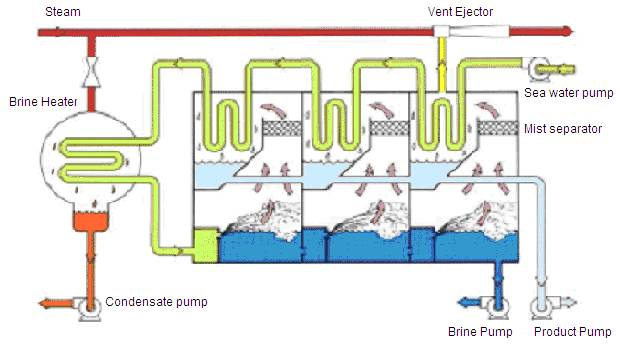 Steam
Vent Ejector
Sea water pump
Brine Heater
Mist separator
Condensate pump
Brine Pump
Product Pump